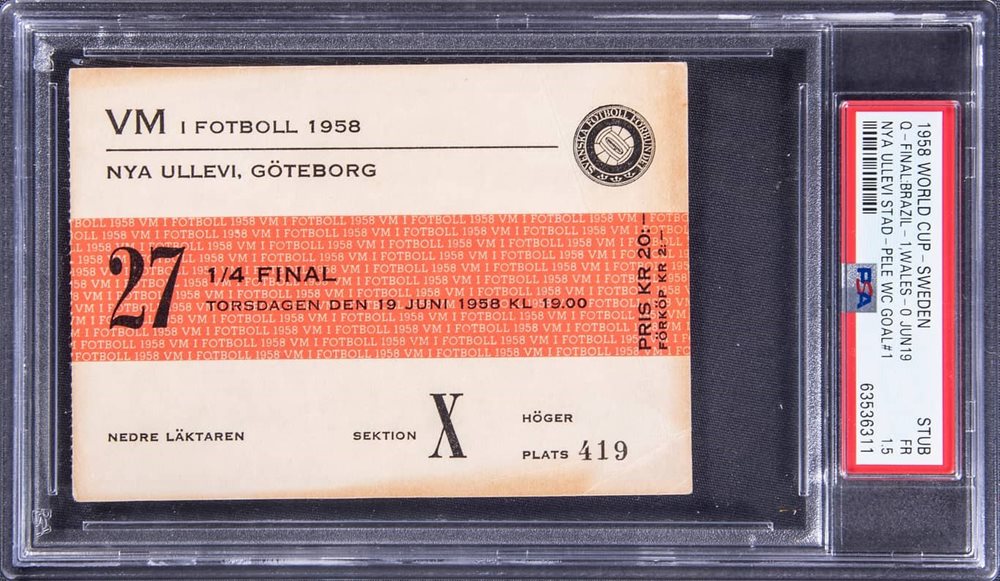 VM I FOTBOLL 1958
NYA ULLEVI, GÖTEBORG
SVENSKA FOTBOLLFÖRBUNDET
27
1/4 FINAL
TORSDAGEN DEN 19. JUNI 1958 KL. 19.00
PRIS KR 20:—
FÖRKÖP KR 2:—
NEDRE LÄKTAREN
SEKTION X
HÖGER
PLATS 419
1958 WORLD CUP – SWEDEN STUB
Q – FINAL:BRAZIL – 1,WALES – 0 JUN19 FR
NYA ULLEVI STAD – PELE WC GOAL#1 1.5
PSA
63536311